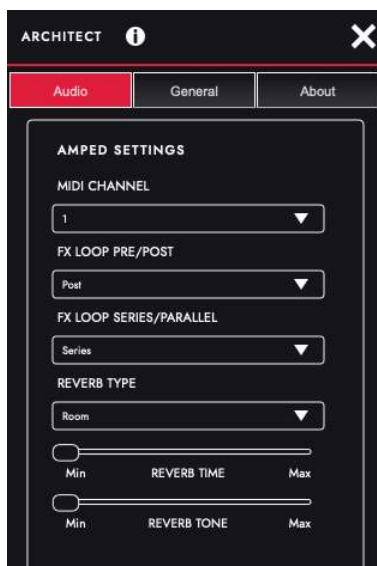 ARCHITECT i
Audio General About
AMPED SETTINGS
MIDI CHANNEL
1
FX LOOP PRE/POST
Post
FX LOOP SERIES/PARALLEL
Series
REVERB TYPE
Room
Min REVERB TIME Max
Min REVERB TONE Max